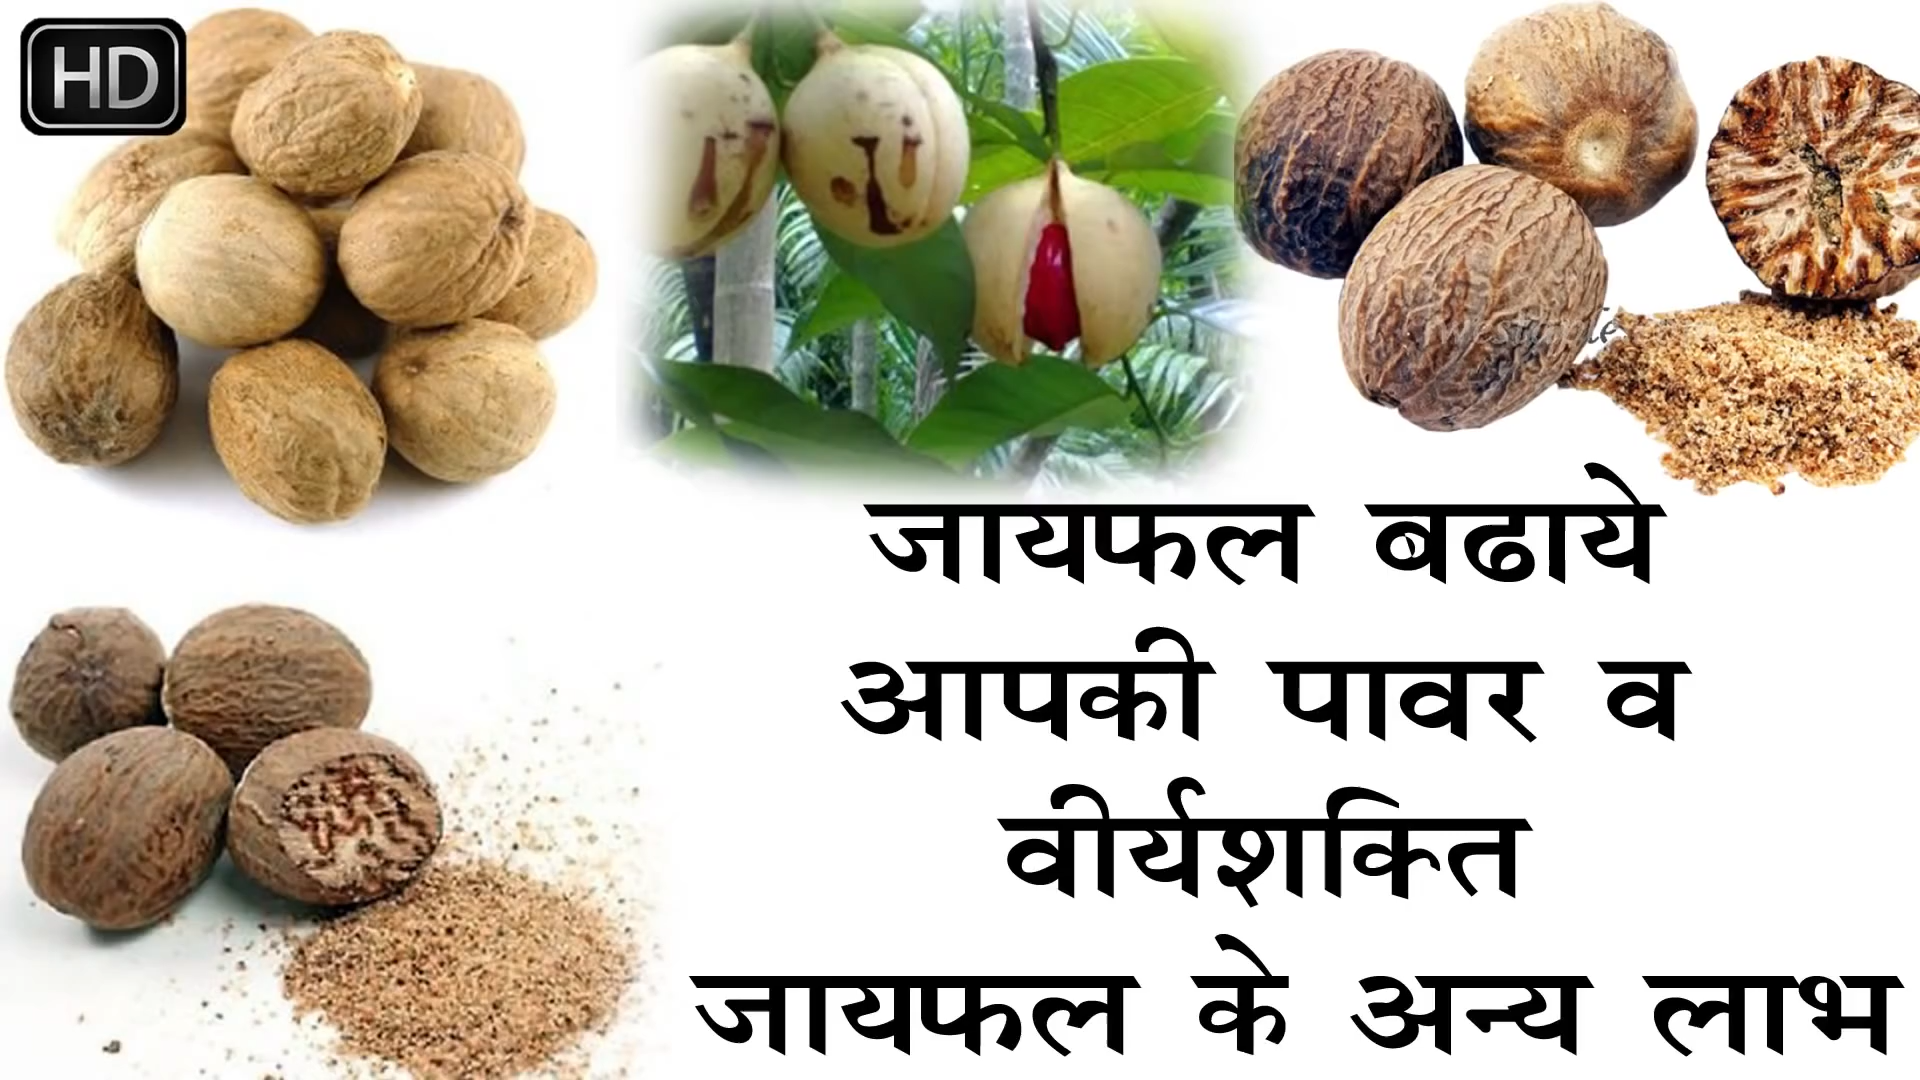 HD
जायफल बढाये
आपकी पावर व
वीर्यशक्ति
जायफल के अन्य लाभ